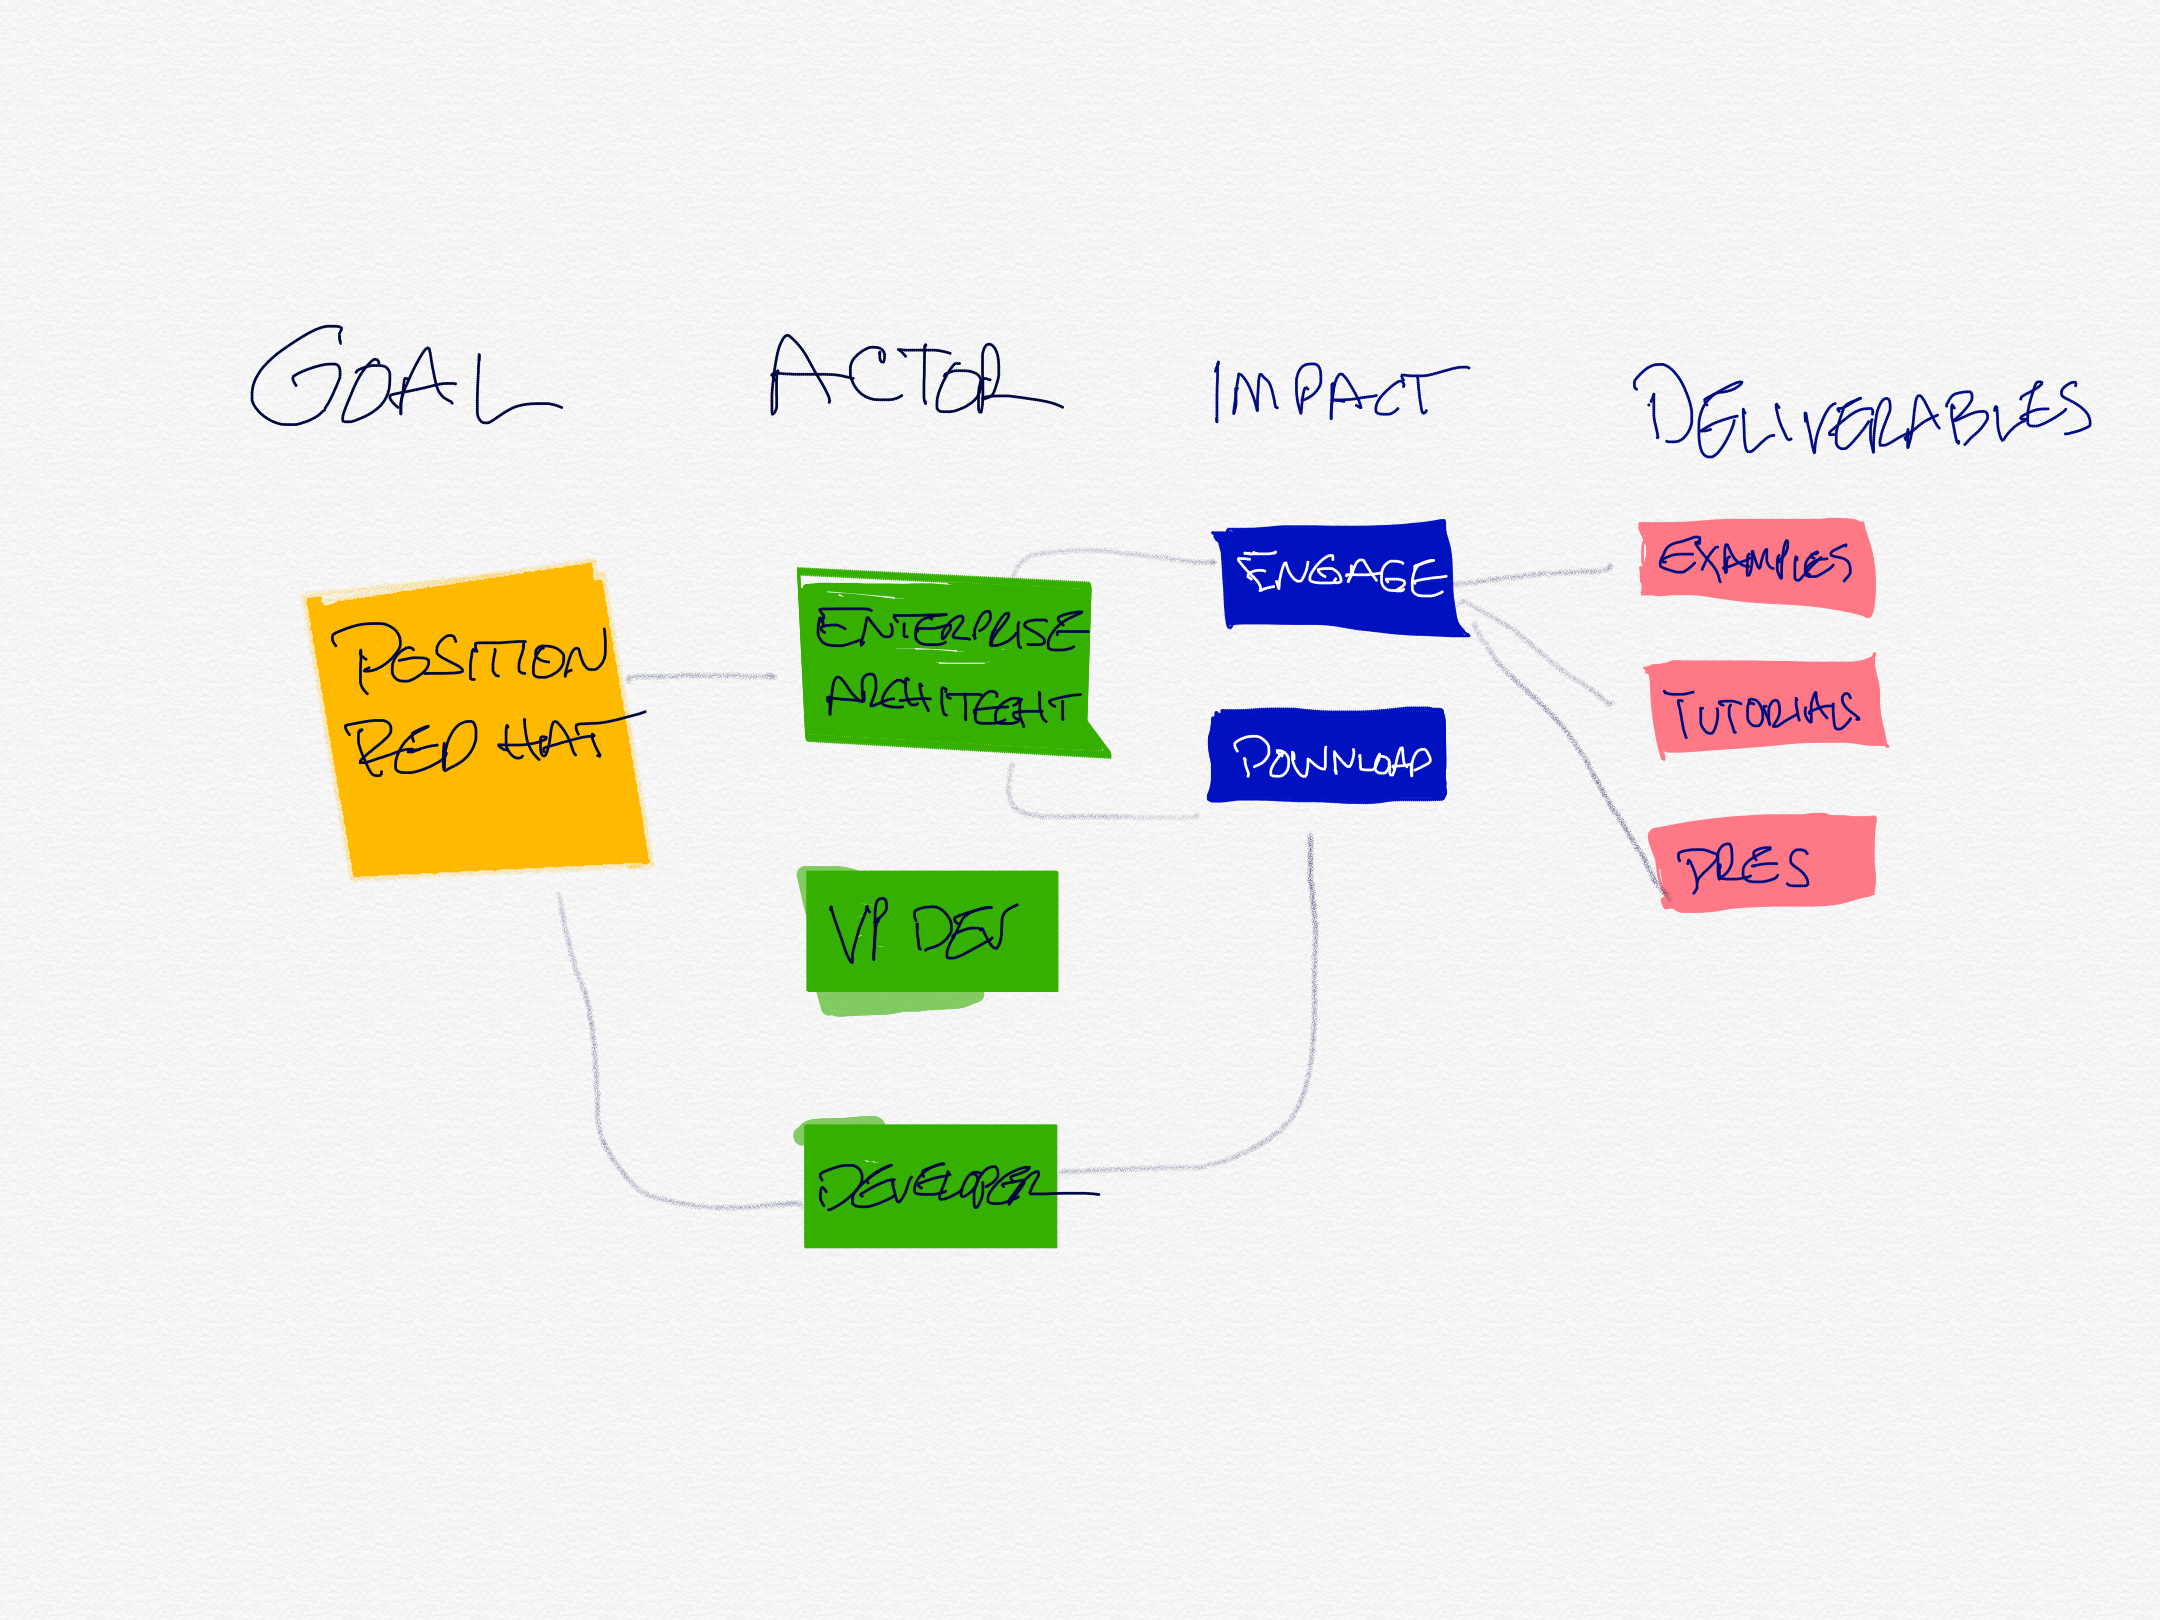 GOAL
ACTOR
IMPACT
DELIVERABLES
POSITION
RED HAT
ENTERPRISE
ARCHITECHT
VP DEV
DEVELOPER
ENGAGE
DOWNLOAD
EXAMPLES
TUTORIALS
PRES